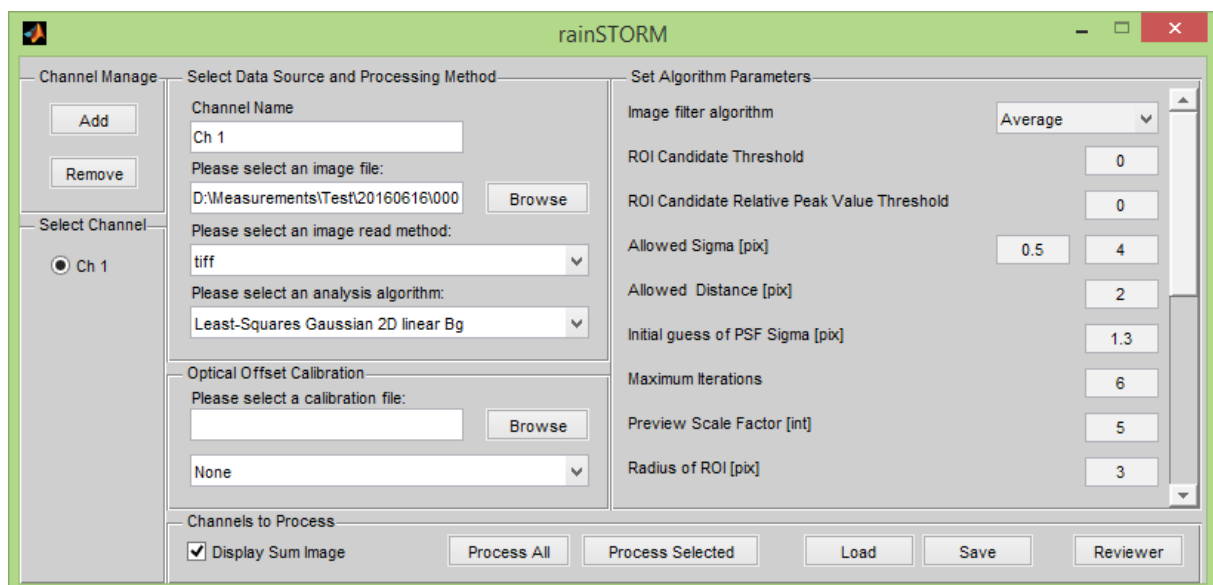 rainSTORM
Channel Manage
Add
Remove
Select Channel
Ch 1
Select Data Source and Processing Method
Channel Name
Ch 1
Please select an image file:
D:\Measurements\Test\20160616\000
Browse
Please select an image read method:
tiff
Please select an analysis algorithm:
Least-Squares Gaussian 2D linear Bg
Optical Offset Calibration
Please select a calibration file:
Browse
None
Set Algorithm Parameters
Image filter algorithm Average
ROI Candidate Threshold 0
ROI Candidate Relative Peak Value Threshold 0
Allowed Sigma [pix] 0.5 4
Allowed Distance [pix] 2
Initial guess of PSF Sigma [pix] 1.3
Maximum Iterations 6
Preview Scale Factor [int] 5
Radius of ROI [pix] 3
Channels to Process
Display Sum Image Process All Process Selected Load Save Reviewer